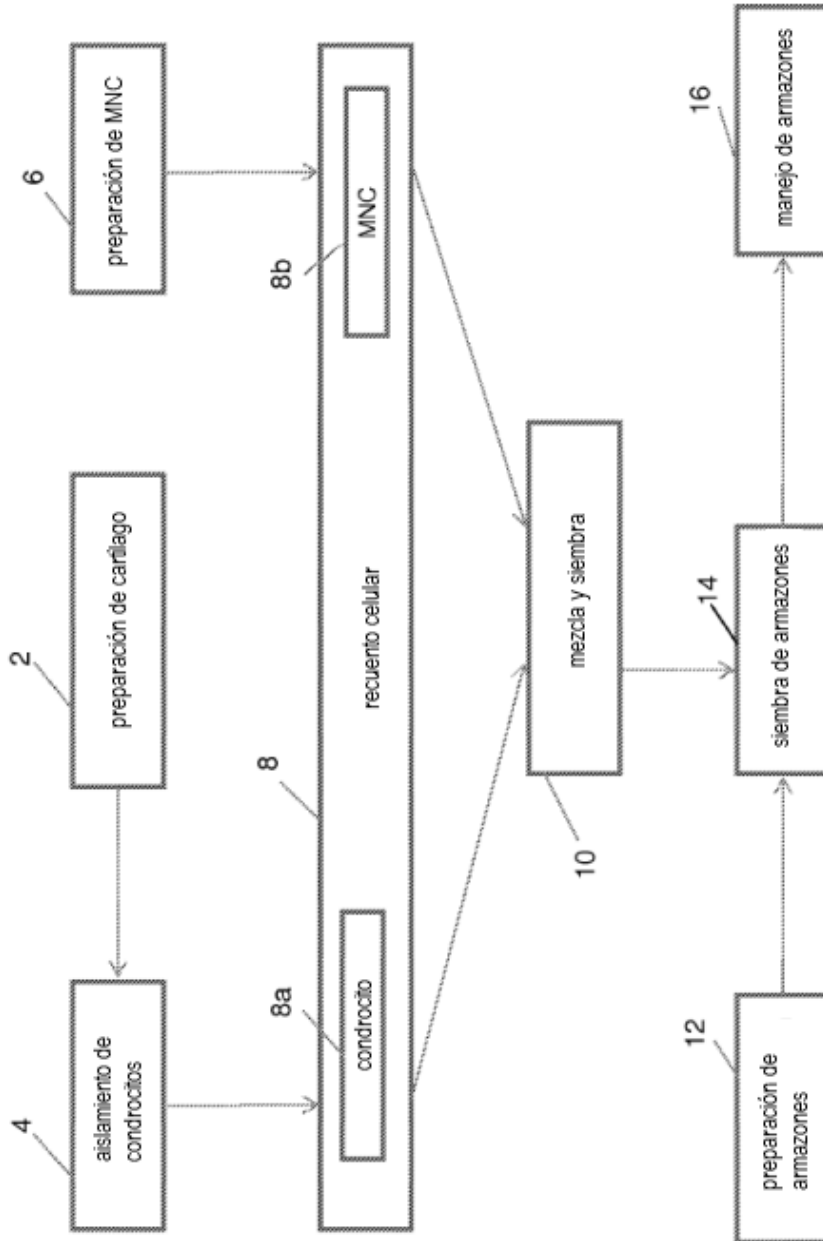 4
aislamiento de
condrocitos
2
preparación de cartílago
6
preparación de MNC
8
8a
condrocito
recuento celular
8b
MNC
10
mezcla y siembra
12
preparación de
armazones
14
siembra de armazones
16
manejo de armazones